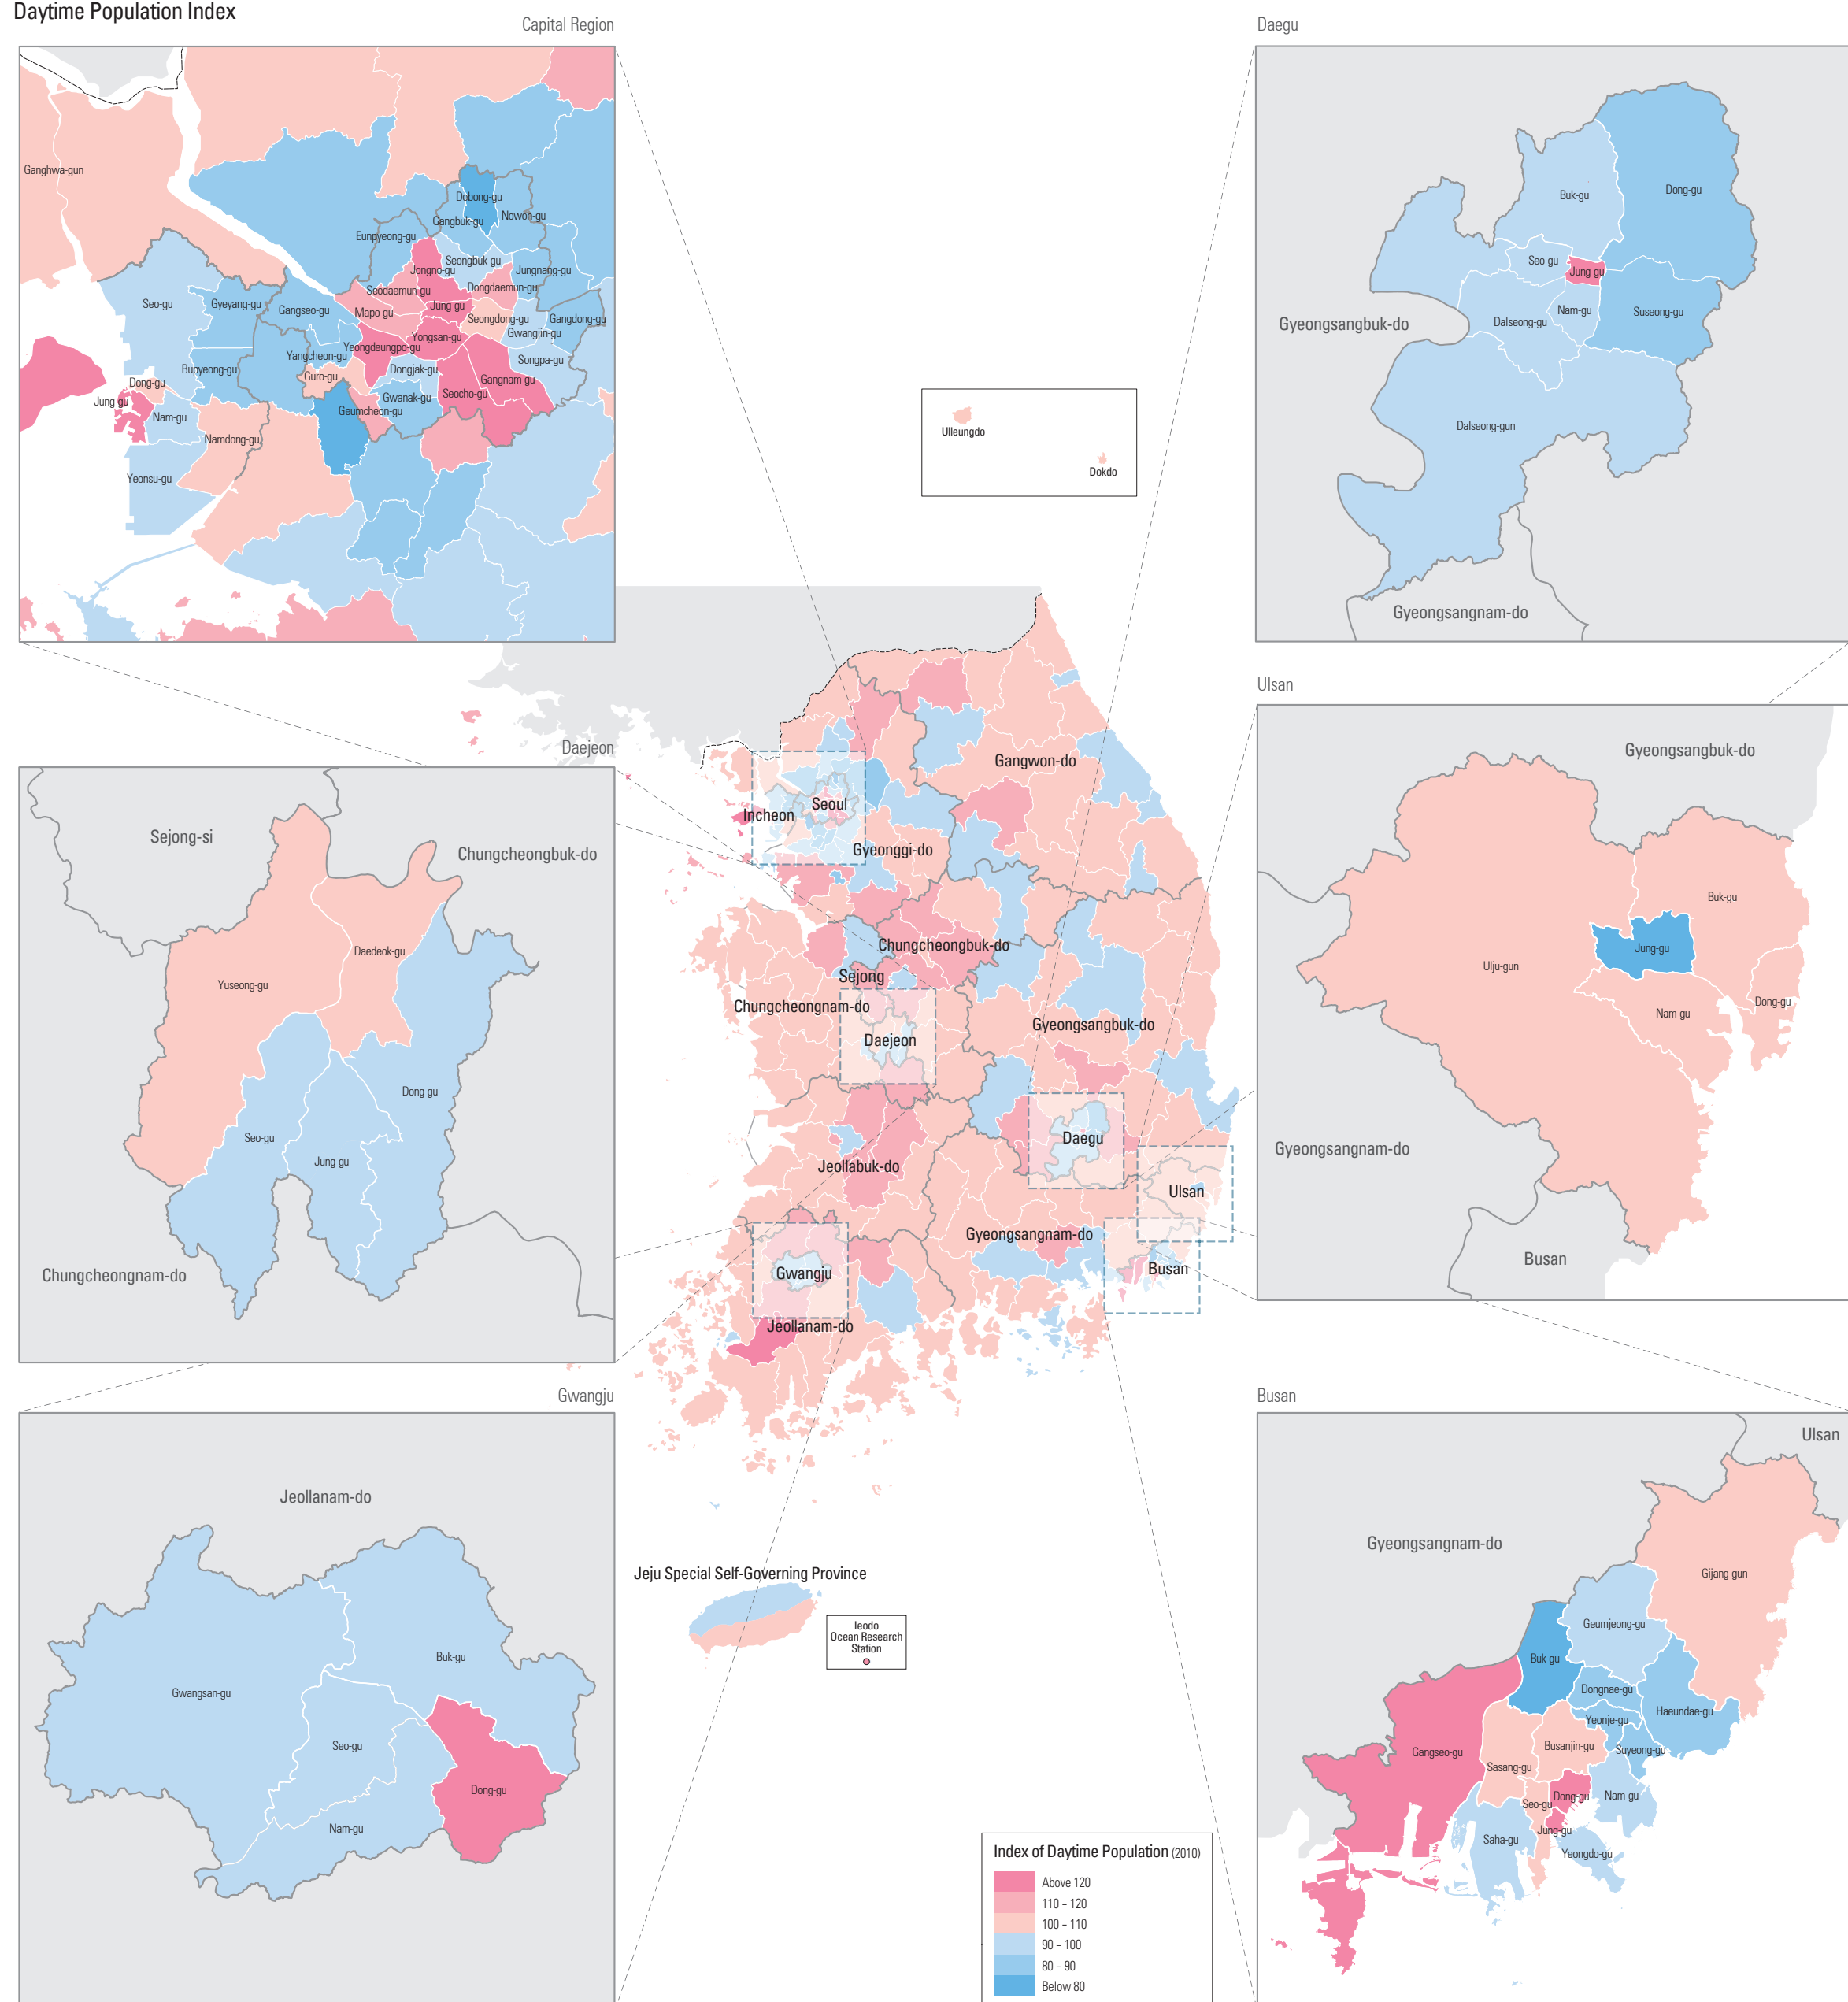 Daytime Population Index
Capital Region
Ganghwa-gun
Dobong-gu
Nowon-gu
Gangbuk-gu
Eunpyeong-gu
Seongbuk-gu
Jongno-gu
Jungnang-gu
Seodaemun-gu
Dongdaemun-gu
Seo-gu
Gyeyang-gu
Gangseo-gu
Mapo-gu
Jung-gu
Seongdong-gu
Gangdong-gu
Gwangjin-gu
Yongsan-gu
Yeongdeungpo-gu
Yangcheon-gu
Songpa-gu
Bupyeong-gu
Dongjak-gu
Guro-gu
Gangnam-gu
Dong-gu
Seocho-gu
Gwanak-gu
Jung-gu
Geumcheon-gu
Nam-gu
Namdong-gu
Yeonsu-gu
Daegu
Buk-gu
Dong-gu
Seo-gu
Jung-gu
Nam-gu
Suseong-gu
Dalseong-gu
Gyeongsangbuk-do
Dalseong-gun
Gyeongsangnam-do
Ulleungdo
Dokdo
Gangwon-do
Seoul
Incheon
Gyeonggi-do
Chungcheongbuk-do
Sejong
Chungcheongnam-do
Gyeongsangbuk-do
Daejeon
Daegu
Jeollabuk-do
Ulsan
Gyeongsangnam-do
Busan
Gwangju
Jeollanam-do
Jeju Special Self-Governing Province
Ieodo
Ocean Research
Station
Daejeon
Sejong-si
Chungcheongbuk-do
Daedeok-gu
Yuseong-gu
Dong-gu
Seo-gu
Jung-gu
Chungcheongnam-do
Ulsan
Gyeongsangbuk-do
Buk-gu
Jung-gu
Ulju-gun
Dong-gu
Nam-gu
Gyeongsangnam-do
Busan
Gwangju
Jeollanam-do
Buk-gu
Gwangsan-gu
Seo-gu
Dong-gu
Nam-gu
Busan
Ulsan
Gyeongsangnam-do
Gijang-gun
Geumjeong-gu
Buk-gu
Dongnae-gu
Haeundae-gu
Yeonje-gu
Busanjin-gu
Suyeong-gu
Gangseo-gu
Sasang-gu
Dong-gu
Nam-gu
Seo-gu
Jung-gu
Saha-gu
Yeongdo-gu
Index of Daytime Population (2010)
Above 120
110 - 120
100 - 110
90 - 100
80 - 90
Below 80